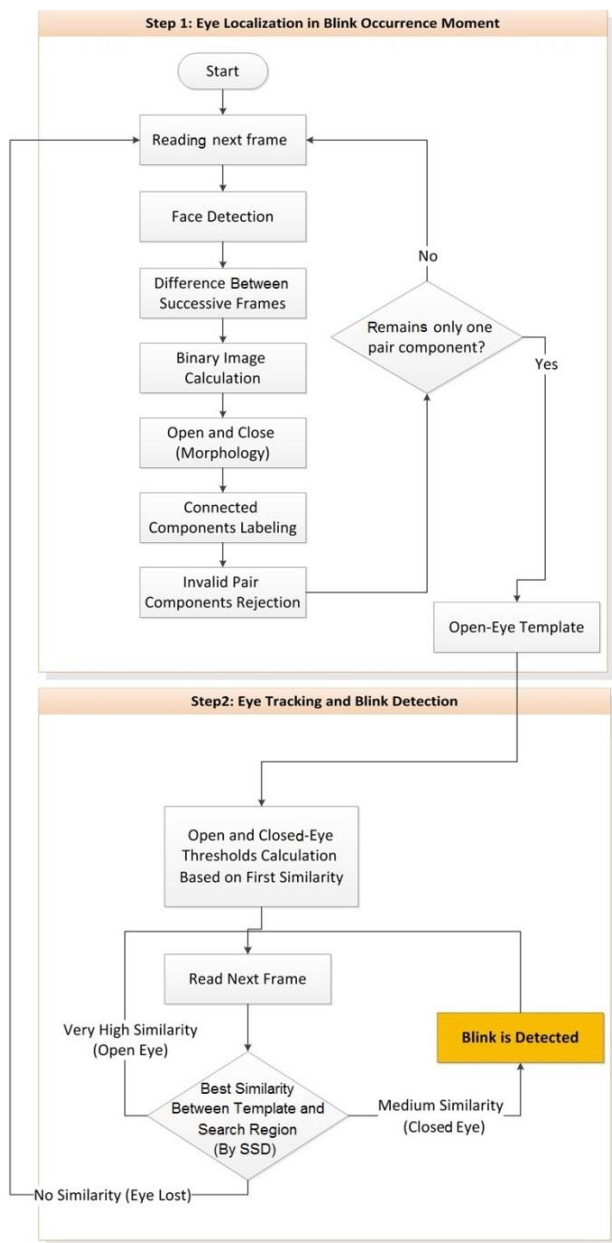 Step 1: Eye Localization in Blink Occurrence Moment
Start
Reading next frame
Face Detection
Difference Between
Successive Frames
Binary Image
Calculation
Open and Close
(Morphology)
Connected
Components Labeling
Invalid Pair
Components Rejection
No
Remains only one
pair component?
Yes
Open-Eye Template
Step2: Eye Tracking and Blink Detection
Open and Closed-Eye
Thresholds Calculation
Based on First Similarity
Read Next Frame
Very High Similarity
(Open Eye)
Blink is Detected
Best Similarity
Between Template and
Search Region
(By SSD)
Medium Similarity
(Closed Eye)
No Similarity (Eye Lost)